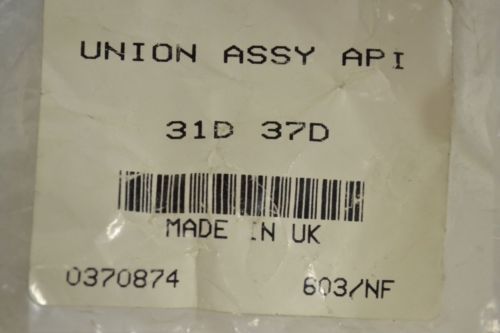 UNION ASSY API
31D 37D
MADE IN UK
0370874 603/NF